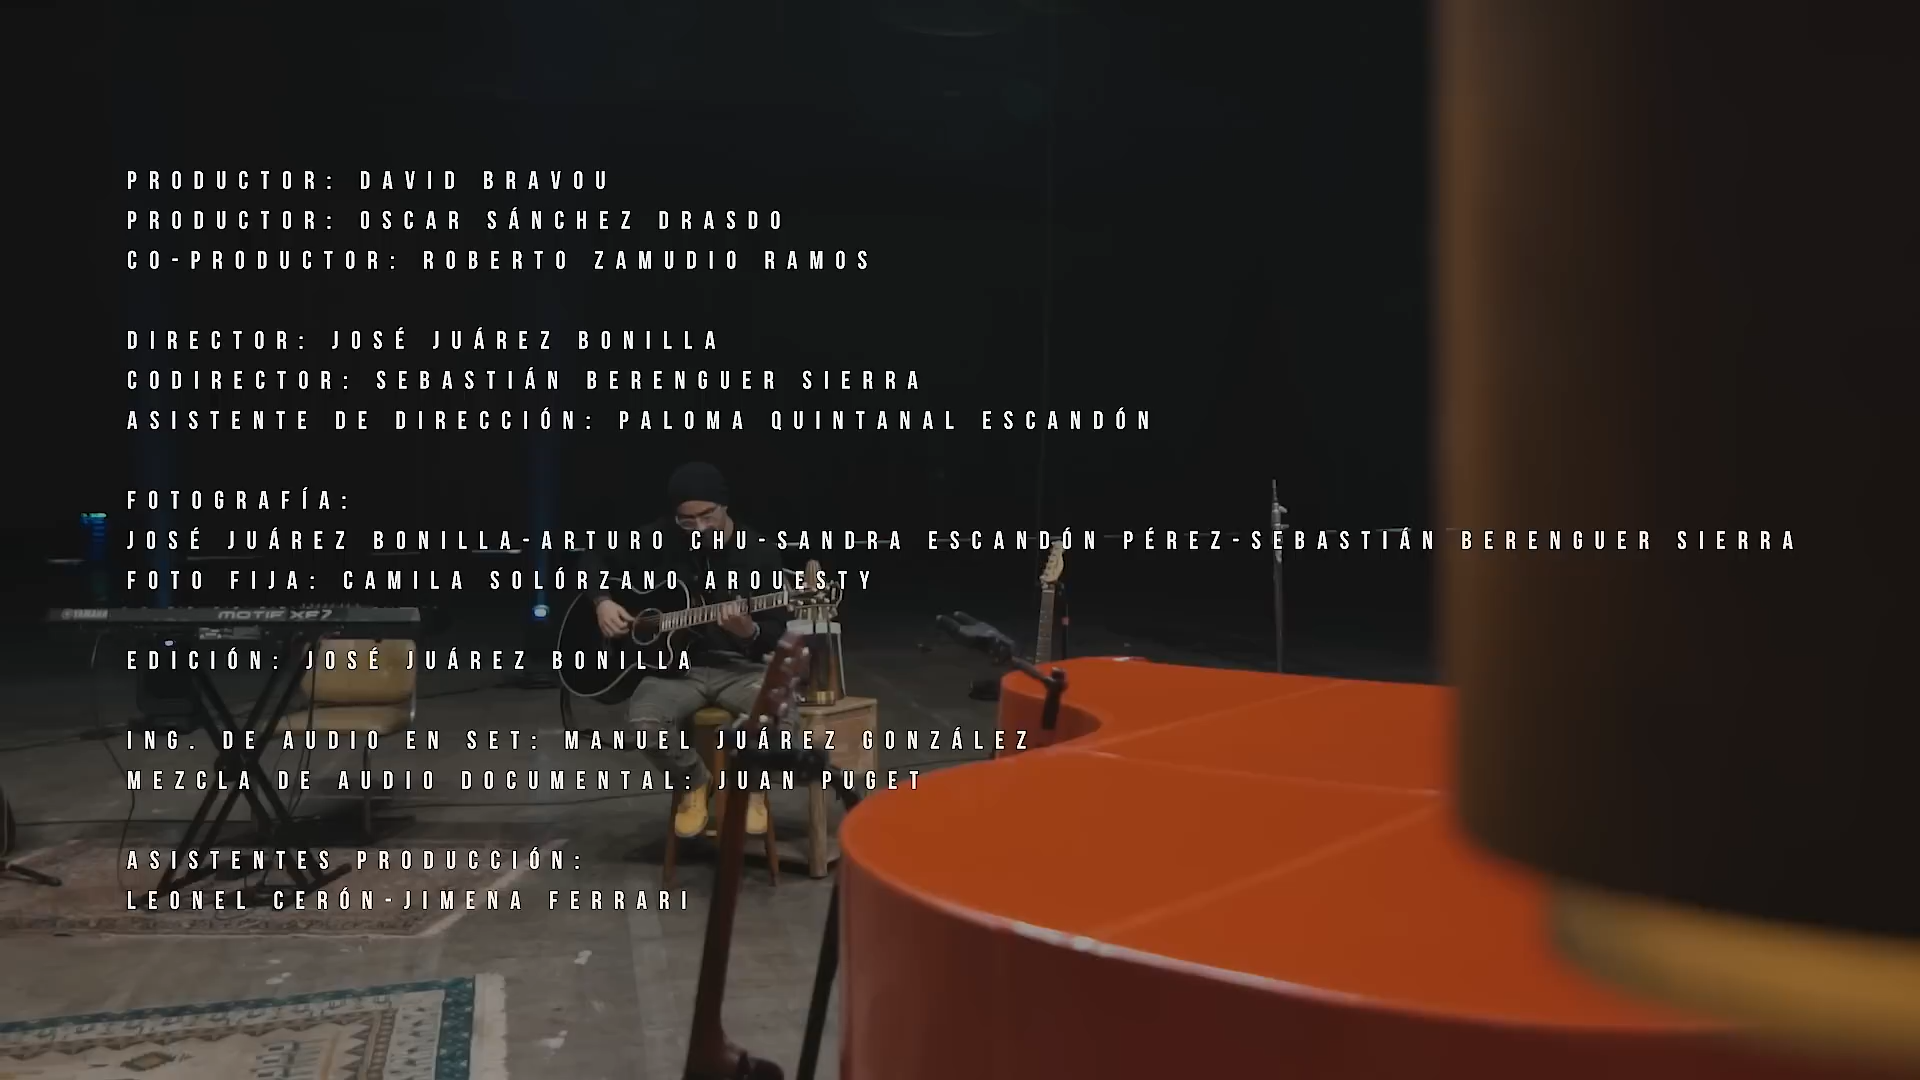 PRODUCTOR: DAVID BRAVOU
PRODUCTOR: OSCAR SÁNCHEZ DRASDO
CO-PRODUCTOR: ROBERTO ZAMUDIO RAMOS
DIRECTOR: JOSÉ JUÁREZ BONILLA
CODIRECTOR: SEBASTIÁN BERENGUER SIERRA
ASISTENTE DE DIRECCIÓN: PALOMA QUINTANAL ESCANDÓN
FOTOGRAFÍA:
JOSÉ JUÁREZ BONILLA-ARTURO CHU-SANDRA ESCANDÓN PÉREZ-SEBASTIÁN BERENGUER SIERRA
FOTO FIJA: CAMILA SOLÓRZANO AROUESTY
YAMAHA MOTIF XF7
EDICIÓN: JOSÉ JUÁREZ BONILLA
ING. DE AUDIO EN SET: MANUEL JUÁREZ GONZÁLEZ
MEZCLA DE AUDIO DOCUMENTAL: JUAN PUGET
ASISTENTES PRODUCCIÓN:
LEONEL CERÓN-JIMENA FERRARI